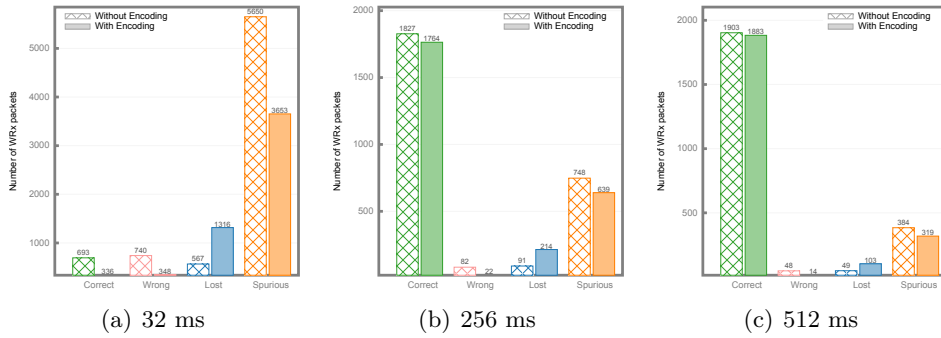 Number of WRx packets
Without Encoding
With Encoding
5000
4000
3000
2000
1000
693
336
740
348
567
1316
5650
3653
Correct Wrong Lost Spurious
(a) 32 ms
Number of WRx packets
Without Encoding
With Encoding
2000
1500
1000
500
1827
1764
82
22
91
214
748
639
Correct Wrong Lost Spurious
(b) 256 ms
Number of WRx packets
Without Encoding
With Encoding
2000
1500
1000
500
1903
1883
48
14
49
103
384
319
Correct Wrong Lost Spurious
(c) 512 ms